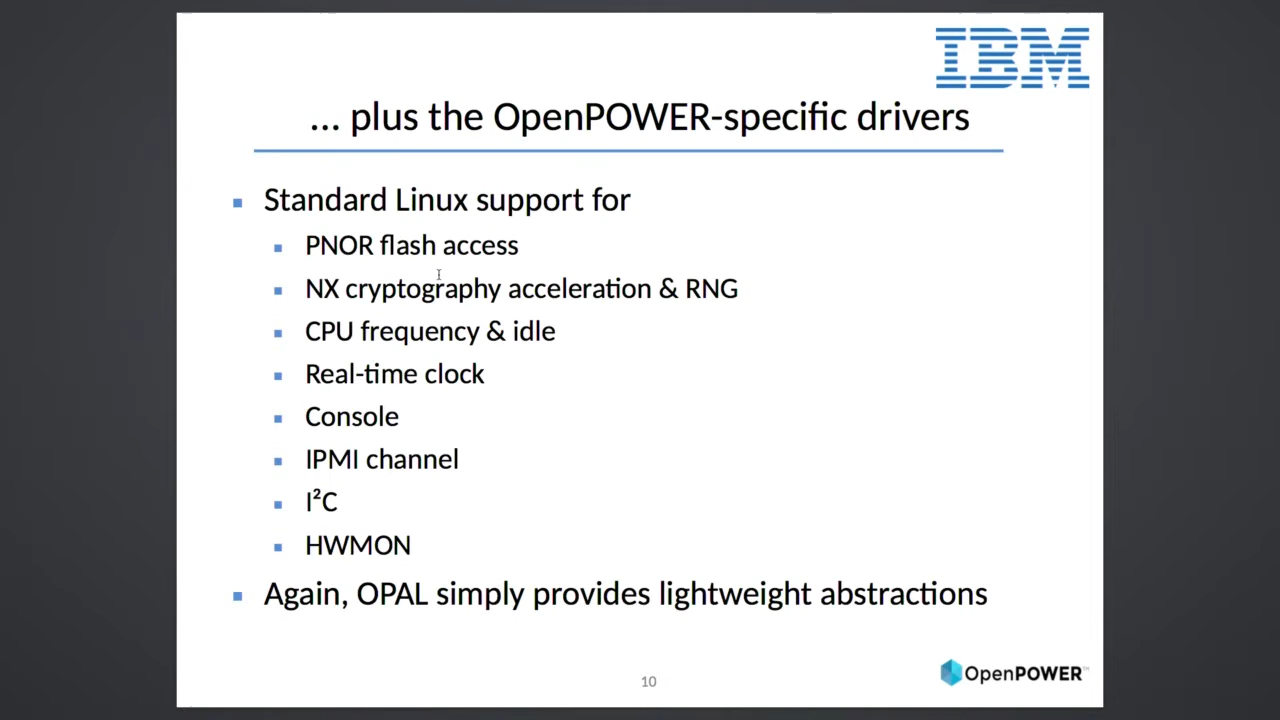 IBM
... plus the OpenPOWER-specific drivers
Standard Linux support for
PNOR flash access
NX cryptography acceleration & RNG
CPU frequency & idle
Real-time clock
Console
IPMI channel
I²C
HWMON
Again, OPAL simply provides lightweight abstractions
10
OpenPOWER™